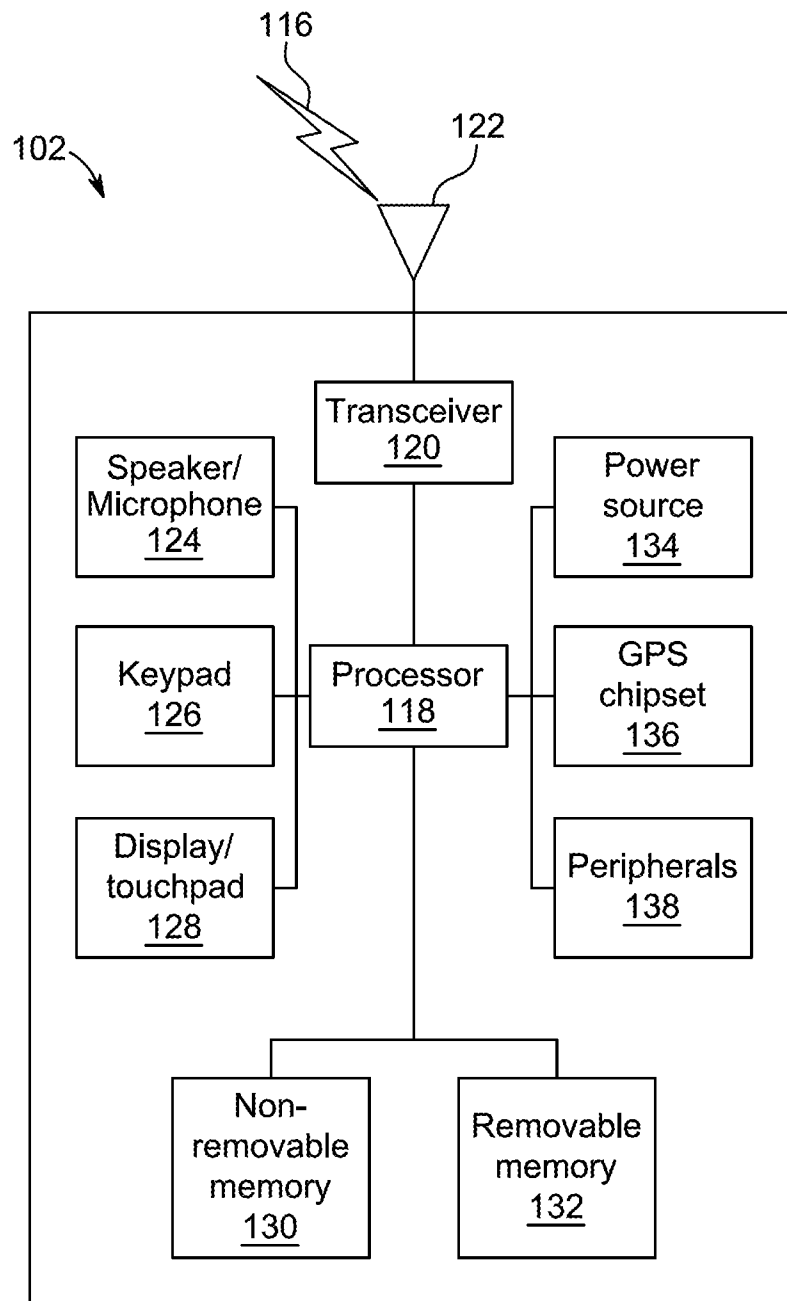 116
122
102
Transceiver
120
Speaker/
Microphone
124
Power
source
134
Keypad
126
Processor
118
GPS
chipset
136
Display/
touchpad
128
Peripherals
138
Non-
removable
memory
130
Removable
memory
132